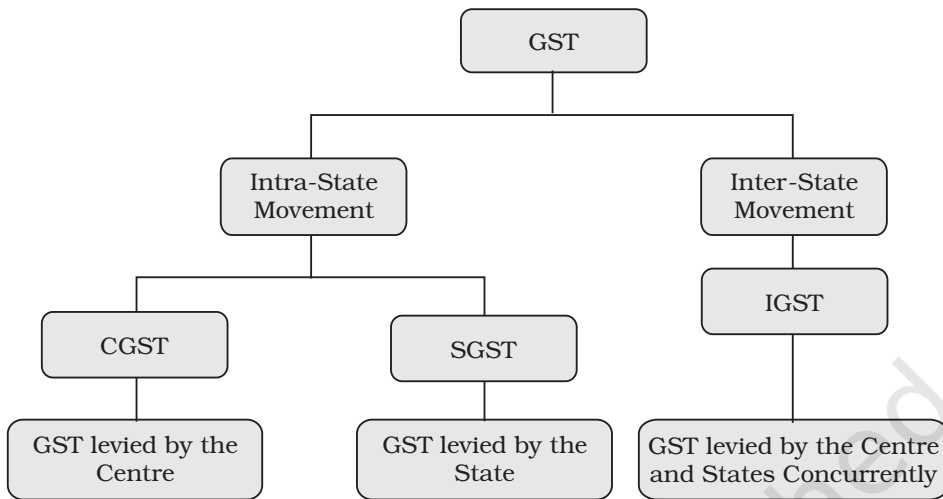 GST
Intra-State
Movement
Inter-State
Movement
CGST
SGST
IGST
GST levied by the
Centre
GST levied by the
State
GST levied by the Centre
and States Concurrently